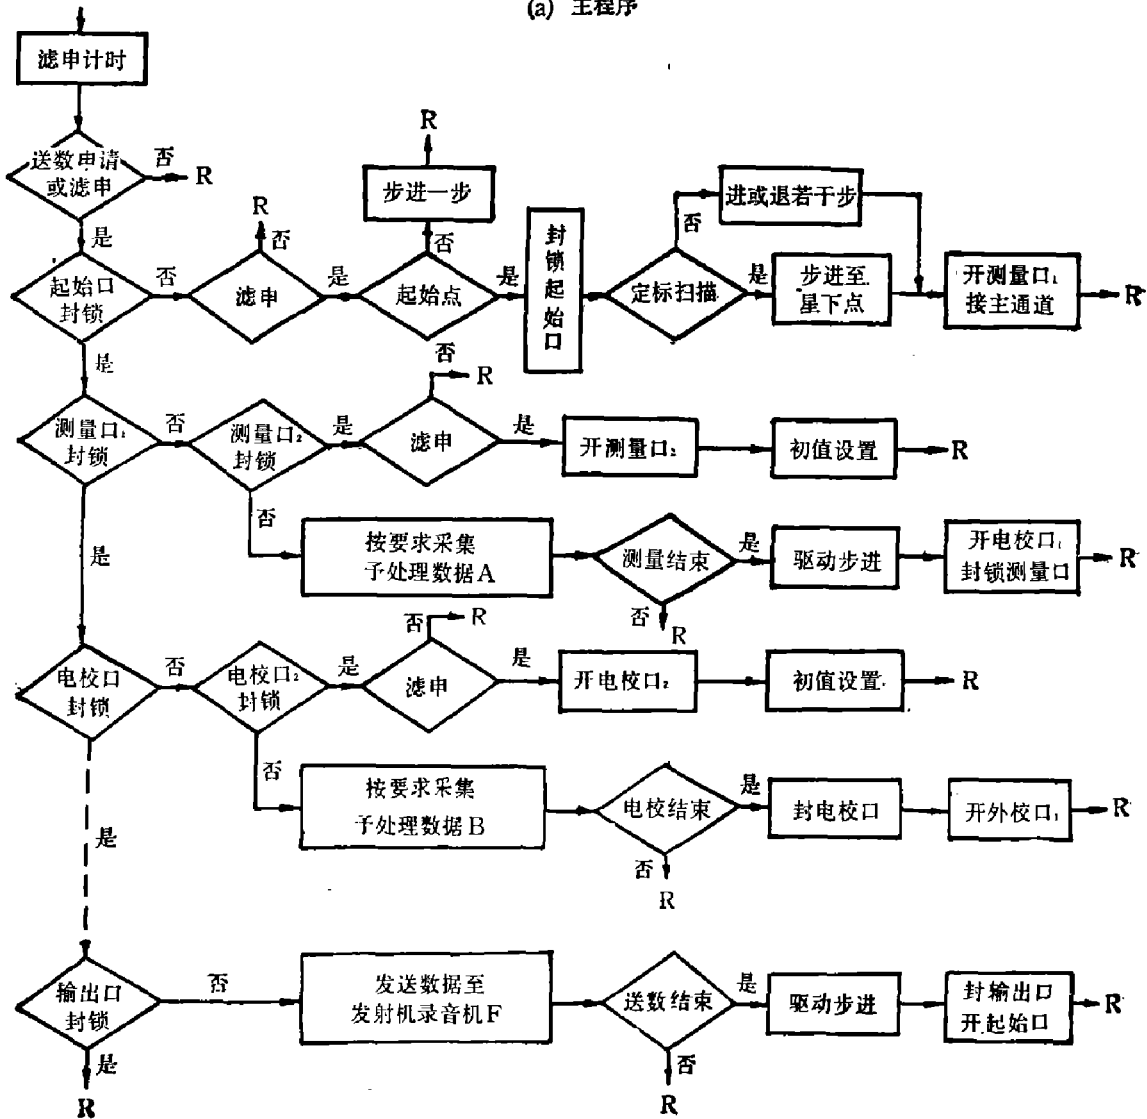 (a) 主程序
滤申计时
送数申请
或滤申
否
R
是
起始口
封锁
否
滤申
否
R
是
起始点
否
步进一步
R
是
封锁起始口
定标扫描
否
进或退若干步
是
步进至
星下点
开测量口₁
接主通道
R
是
测量口₁
封锁
否
测量口₂
封锁
是
滤申
否
R
是
开测量口₂
初值设置
R
否
按要求采集
予处理数据A
测量结束
是
驱动步进
开电校口₁
封锁测量口
R
否
R
是
电校口
封锁
否
电校口₂
封锁
是
滤申
否
R
是
开电校口₂
初值设置
R
否
按要求采集
予处理数据B
电校结束
是
封电校口
开外校口₁
R
否
R
是
输出口
封锁
否
发送数据至
发射机录音机F
送数结束
是
驱动步进
封输出口
开起始口
R
否
R
是
R